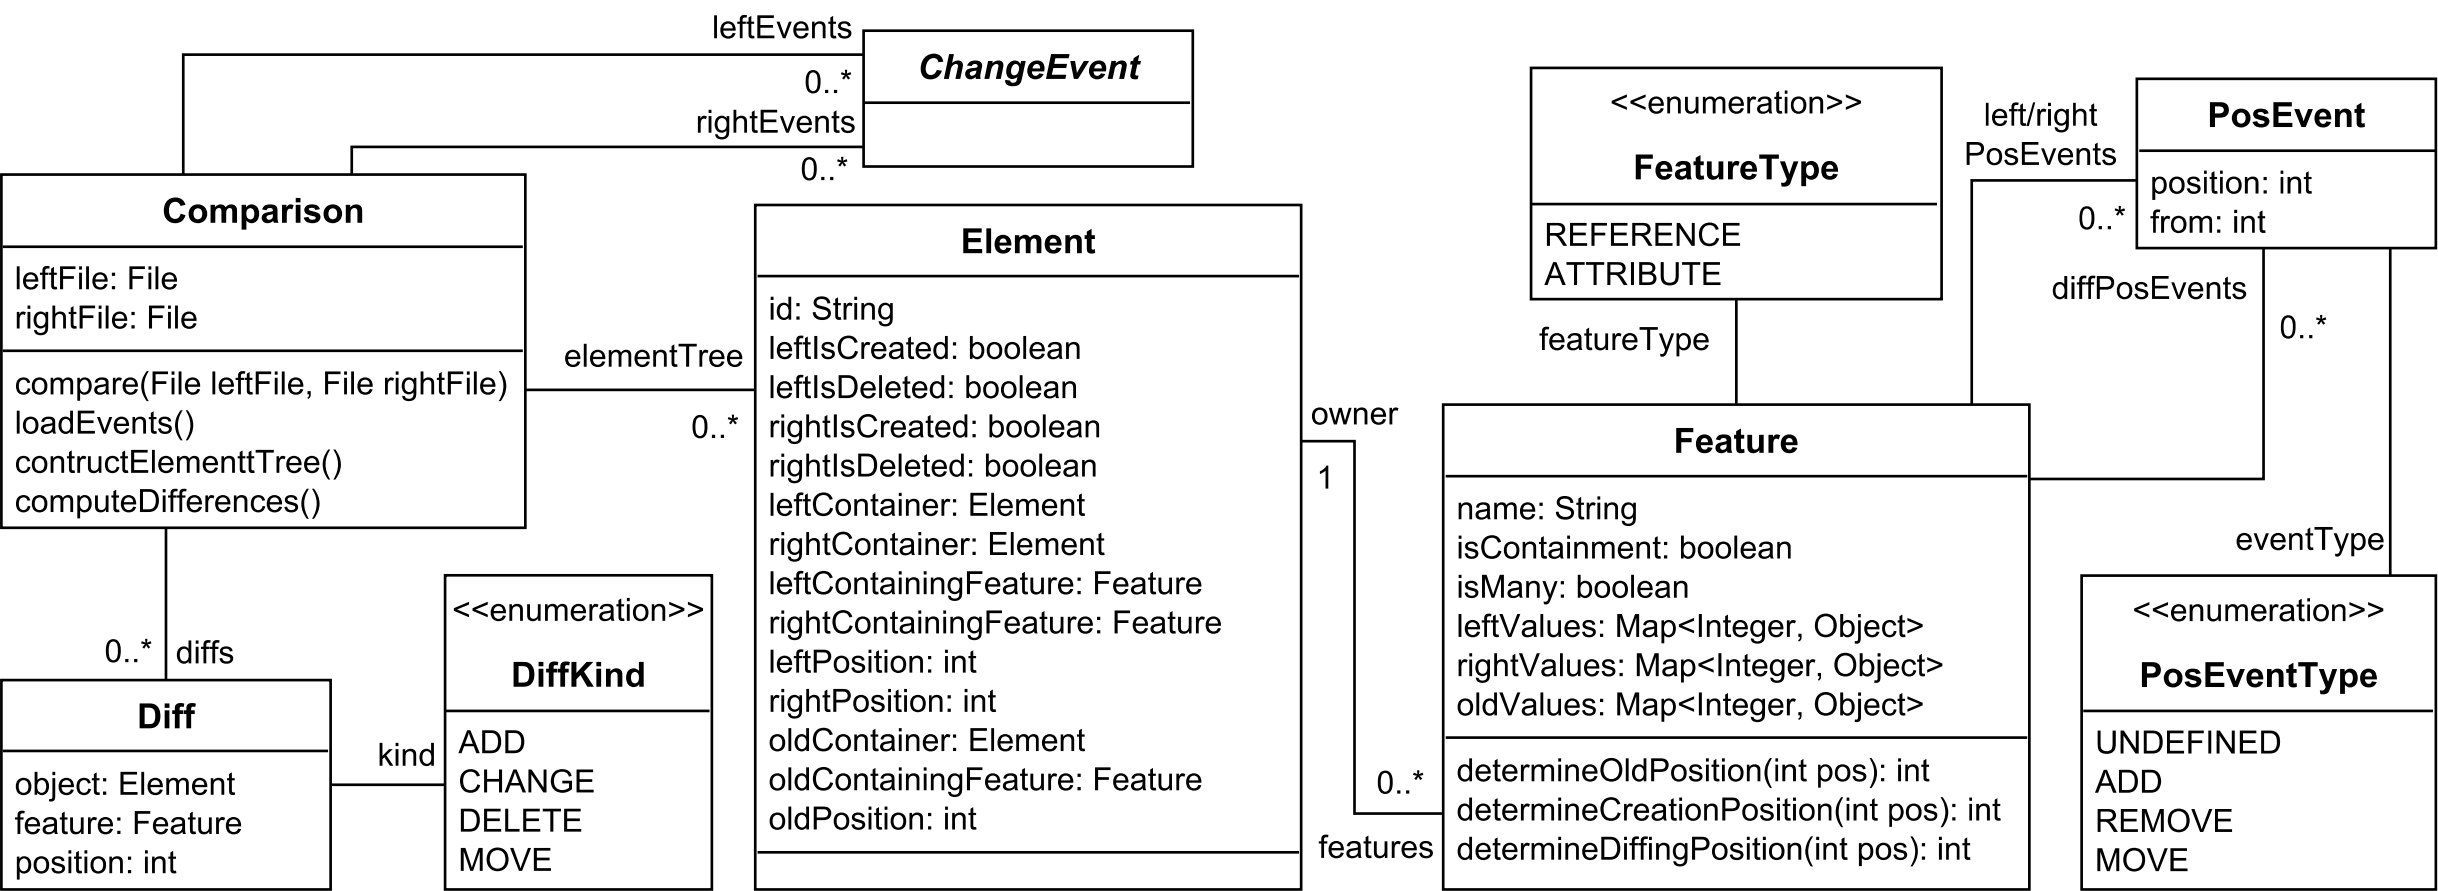 leftEvents
0..*
rightEvents
0..*
ChangeEvent
Comparison
leftFile: File
rightFile: File
compare(File leftFile, File rightFile)
loadEvents()
contructElementtTree()
computeDifferences()
elementTree
0..*
0..*
diffs
Diff
object: Element
feature: Feature
position: int
kind
<<enumeration>>
DiffKind
ADD
CHANGE
DELETE
MOVE
Element
id: String
leftIsCreated: boolean
leftIsDeleted: boolean
rightIsCreated: boolean
rightIsDeleted: boolean
leftContainer: Element
rightContainer: Element
leftContainingFeature: Feature
rightContainingFeature: Feature
leftPosition: int
rightPosition: int
oldContainer: Element
oldContainingFeature: Feature
oldPosition: int
owner
1
0..*
features
<<enumeration>>
FeatureType
REFERENCE
ATTRIBUTE
featureType
Feature
name: String
isContainment: boolean
isMany: boolean
leftValues: Map<Integer, Object>
rightValues: Map<Integer, Object>
oldValues: Map<Integer, Object>
determineOldPosition(int pos): int
determineCreationPosition(int pos): int
determineDiffingPosition(int pos): int
left/right
PosEvents
0..*
PosEvent
position: int
from: int
diffPosEvents
0..*
eventType
<<enumeration>>
PosEventType
UNDEFINED
ADD
REMOVE
MOVE